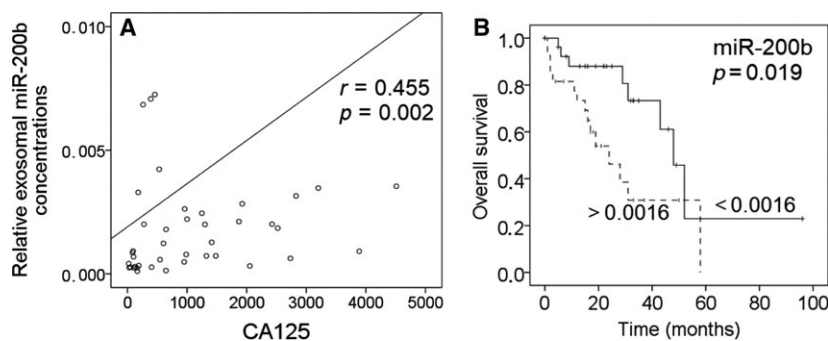 A
0.010
0.005
0.000
Relative exosomal miR-200b
concentrations
r = 0.455
p = 0.002
0 1000 2000 3000 4000 5000
CA125
B
miR-200b
p = 0.019
1.0
0.8
0.6
0.4
0.2
0.0
Overall survival
> 0.0016
< 0.0016
0 20 40 60 80 100
Time (months)